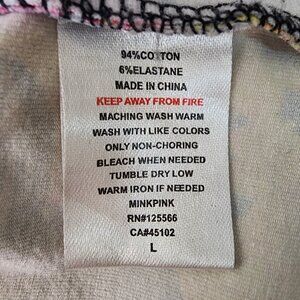 94%COTTON
6%ELASTANE
MADE IN CHINA
KEEP AWAY FROM FIRE
MACHING WASH WARM
WASH WITH LIKE COLORS
ONLY NON-CHORING
BLEACH WHEN NEEDED
TUMBLE DRY LOW
WARM IRON IF NEEDED
MINKPINK
RN#125566
CA#45102
L